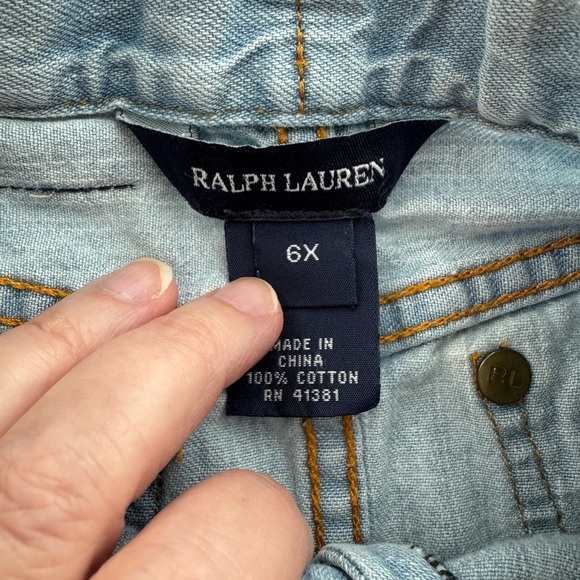 RALPH LAUREN
6X
MADE IN
CHINA
100% COTTON
RN 41381
RL